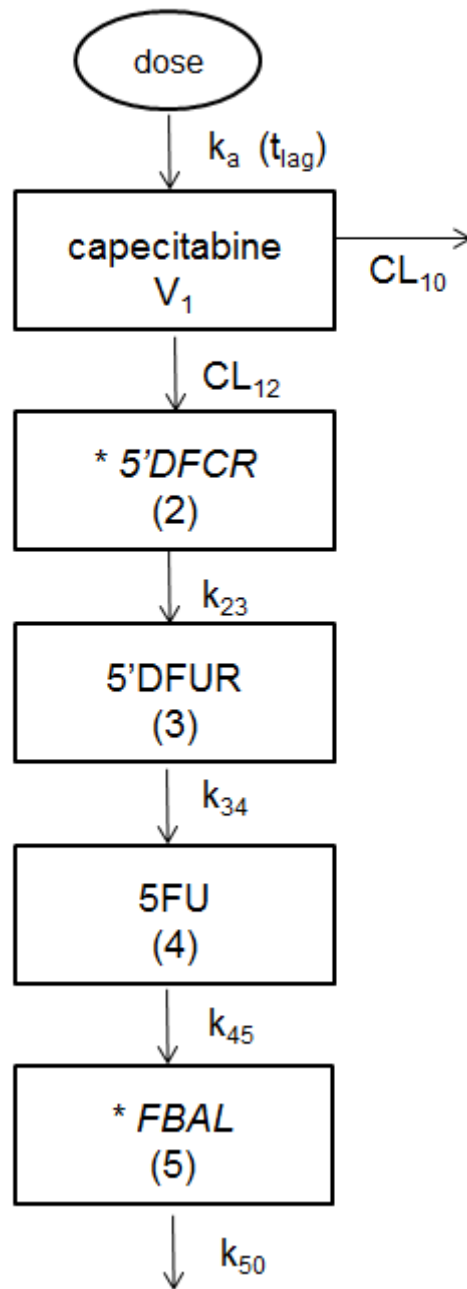 dose
kₐ (t_lag)
capecitabine
V₁
CL₁₀
CL₁₂
* 5'DFCR
(2)
k₂₃
5'DFUR
(3)
k₃₄
5FU
(4)
k₄₅
* FBAL
(5)
k₅₀